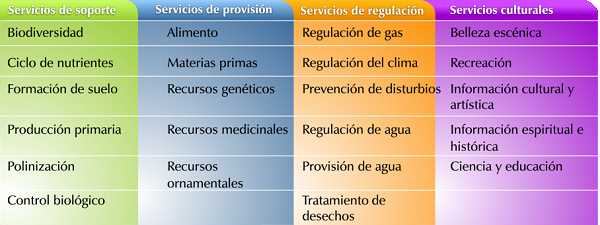 Servicios de soporte Servicios de provisión Servicios de regulación Servicios culturales
Biodiversidad Alimento Regulación de gas Belleza escénica
Ciclo de nutrientes Materias primas Regulación del clima Recreación
Formación de suelo Recursos genéticos Prevención de disturbios Información cultural y
artística
Producción primaria Recursos medicinales Regulación de agua Información espiritual e
histórica
Polinización Recursos Provisión de agua Ciencia y educación
ornamentales
Control biológico Tratamiento de
desechos